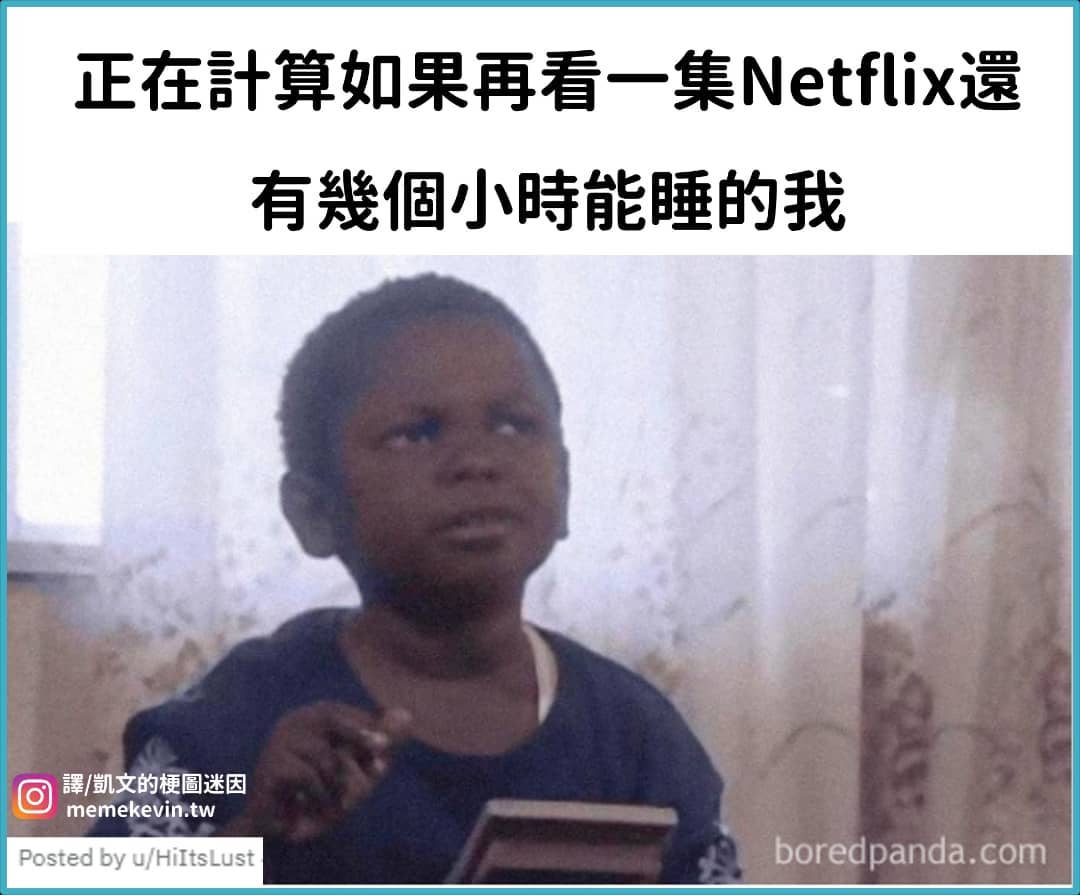 正在計算如果再看一集Netflix還
有幾個小時能睡的我
譯/凱文的梗圖迷因
memekevin.tw
Posted by u/HiItsLust
boredpanda.com